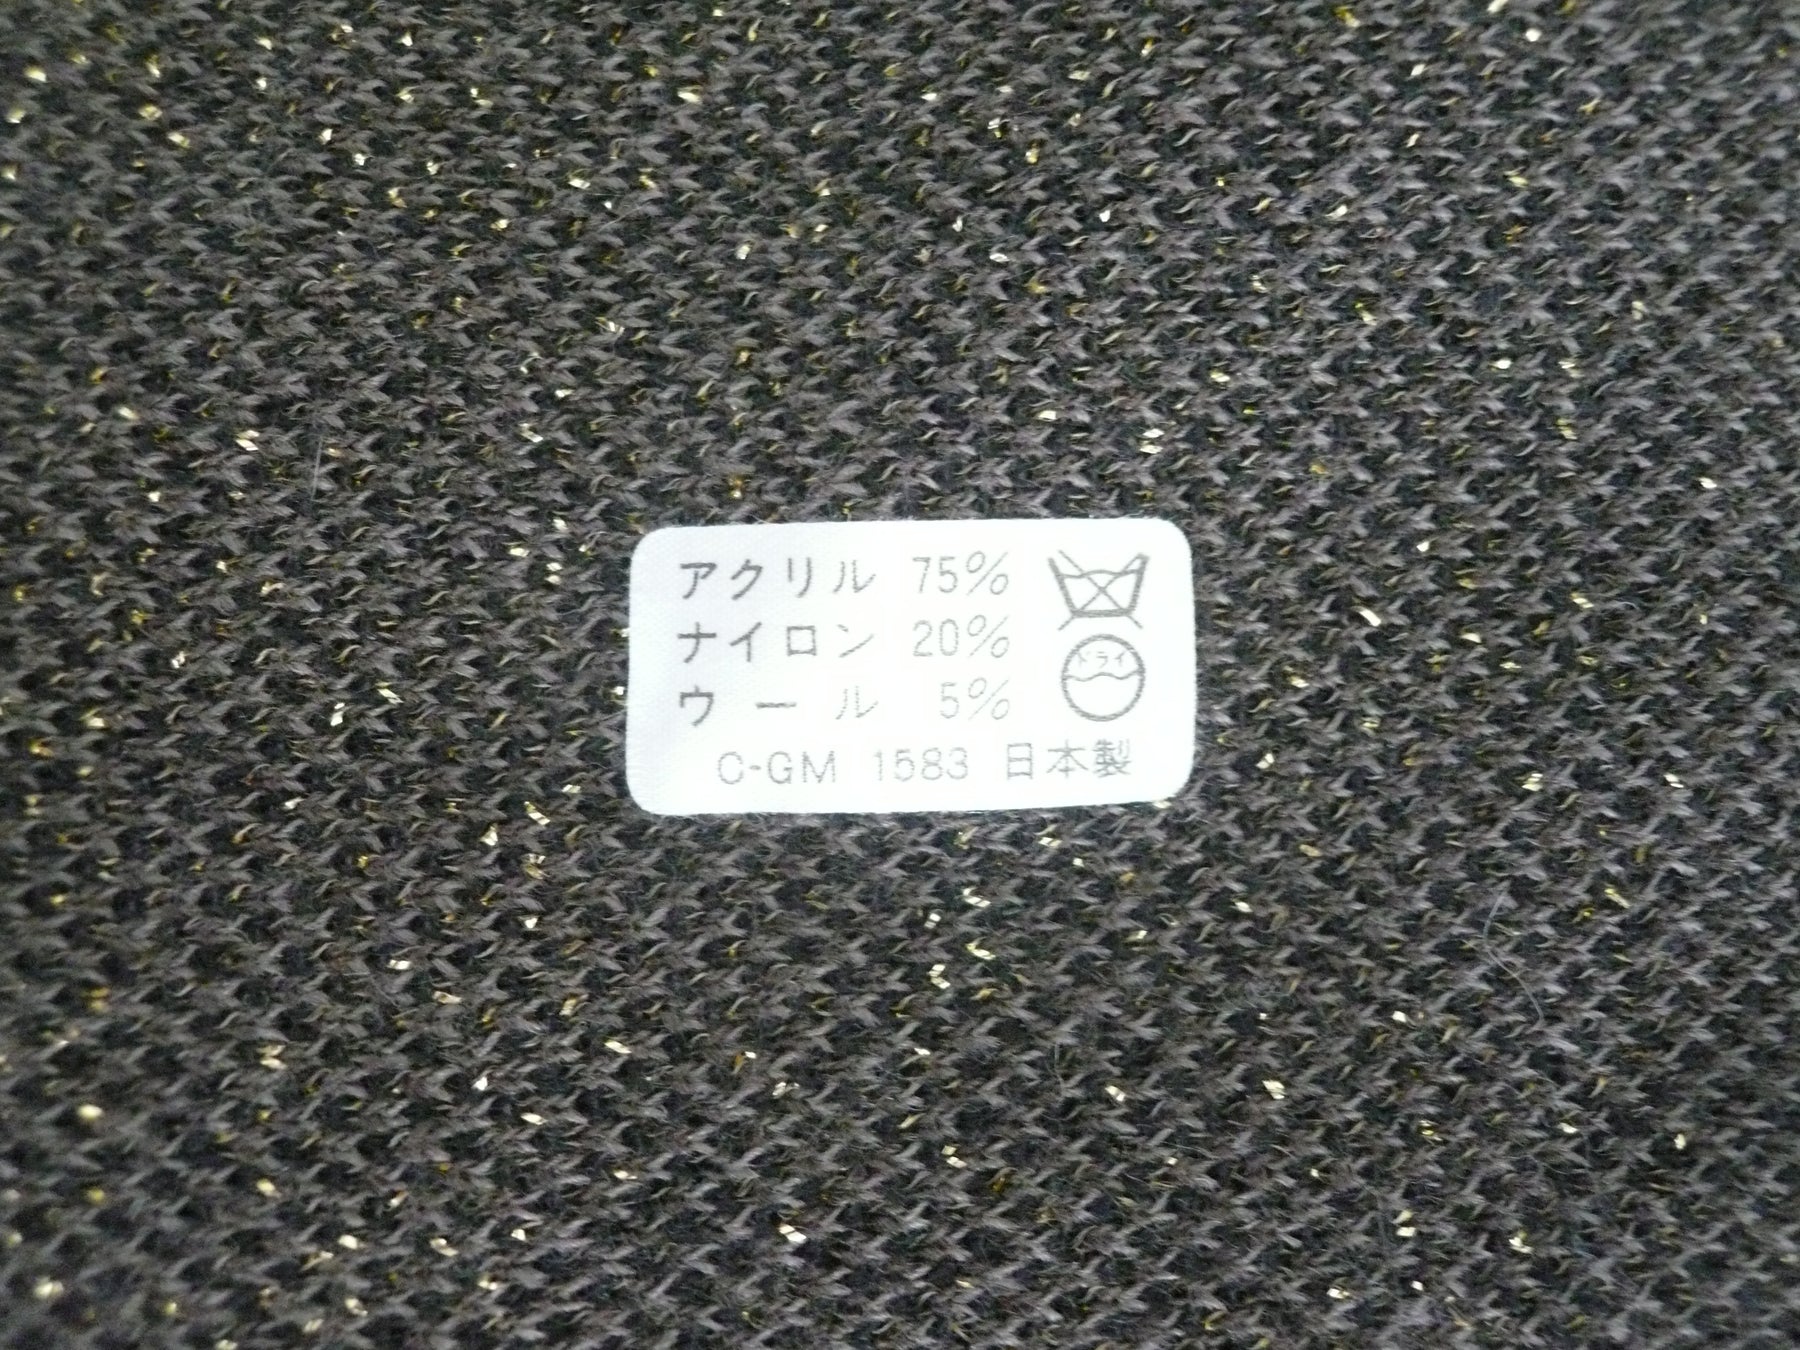 アクリル 75%
ナイロン 20%
ウール 5%
ドライ
C-GM 1583 日本製